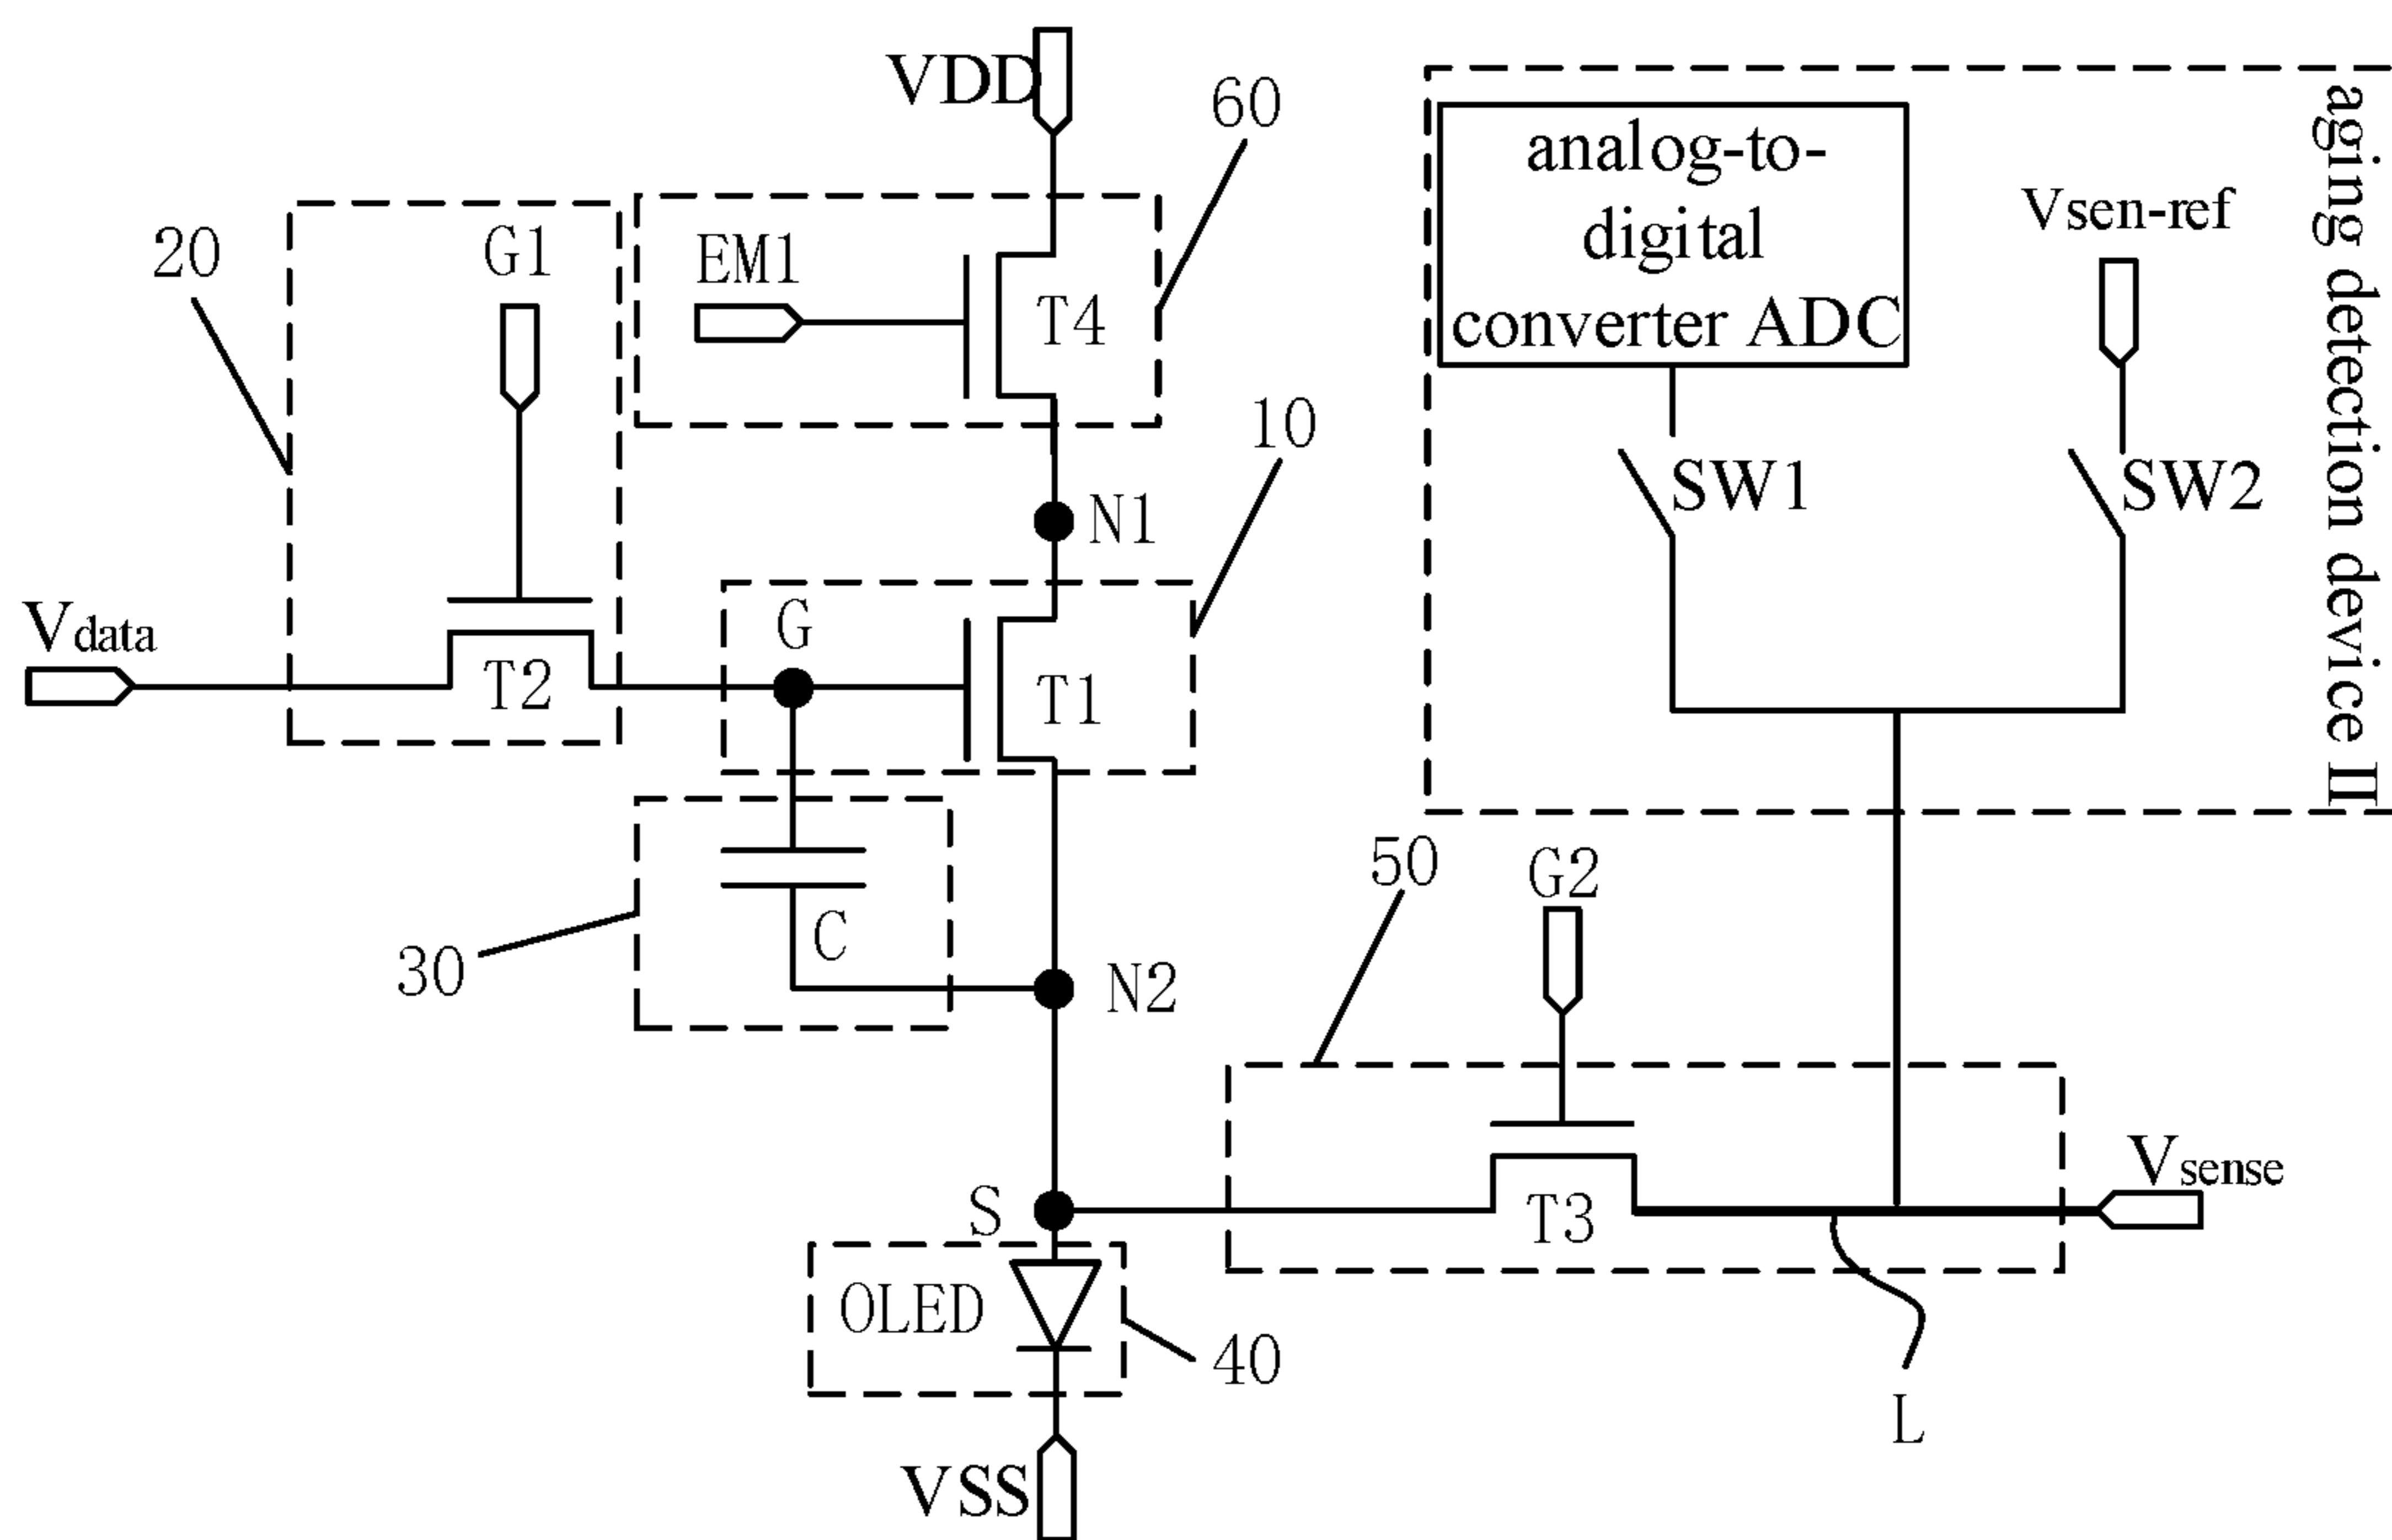 VDD
60
analog-to-
digital
converter ADC
aging detection device II
Vsen-ref
20
G1
EM1
T4
10
SW1
SW2
N1
Vdata
G
T2
T1
50
G2
C
30
N2
Vsense
S
T3
OLED
40
L
VSS